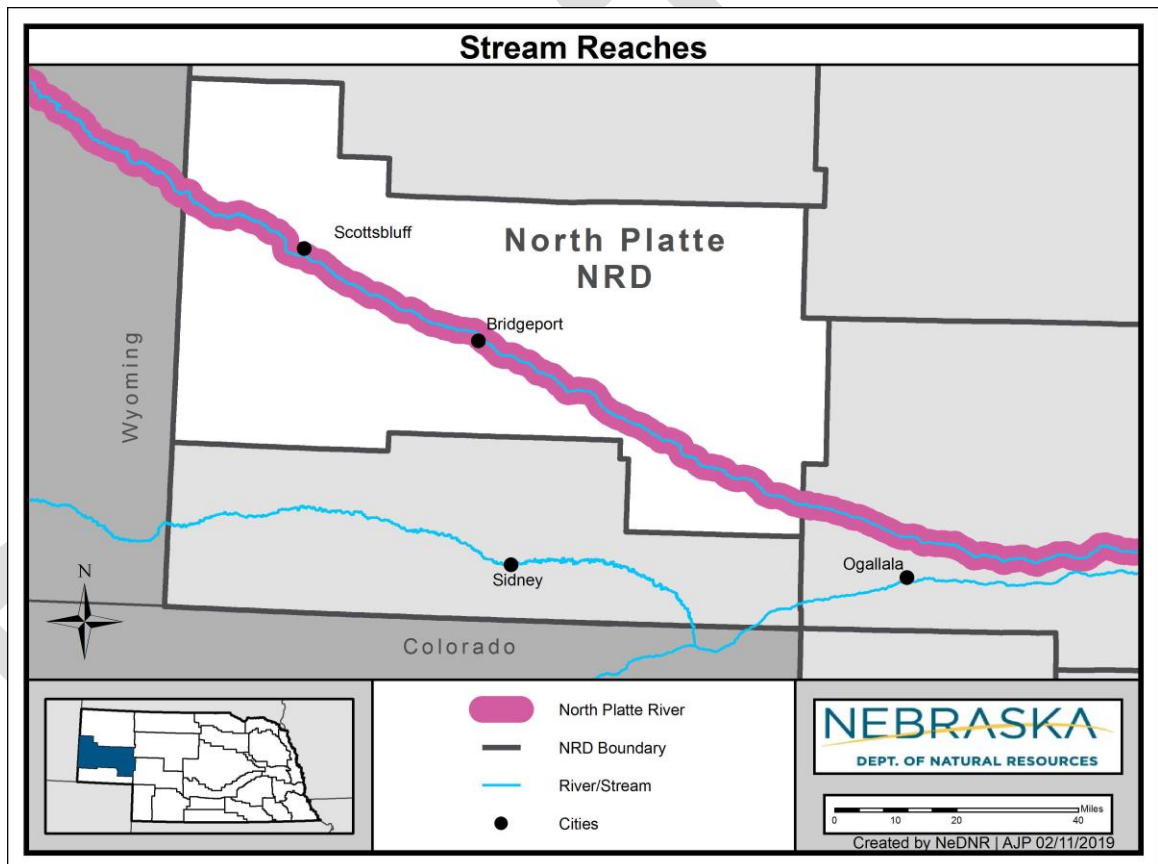 Stream Reaches
Scottsbluff
North Platte
NRD
Bridgeport
Wyoming
Ogallala
Sidney
N
Colorado
North Platte River
NRD Boundary
River/Stream
Cities
NEBRASKA
DEPT. OF NATURAL RESOURCES
Miles
0 10 20 40
Created by NeDNR | AJP 02/11/2019